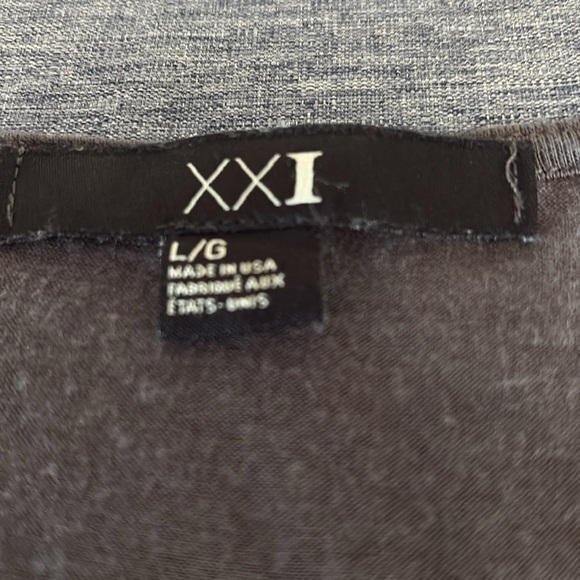 XXI
L/G
MADE IN USA
FABRIQUÉ AUX
ÉTATS-UNIS